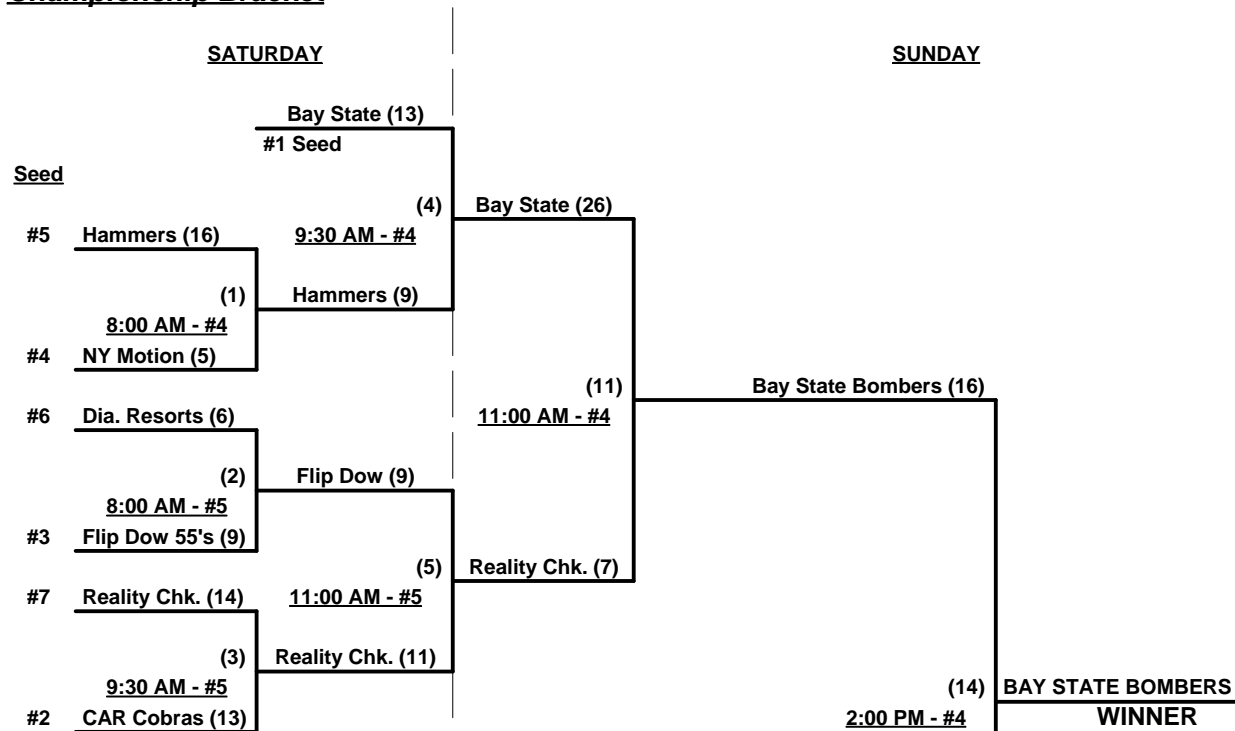 Championship Bracket
SATURDAY
SUNDAY
Bay State (13)
#1 Seed
Seed
(4)
Bay State (26)
#5
Hammers (16)
9:30 AM - #4
(1)
Hammers (9)
8:00 AM - #4
#4
NY Motion (5)
(11)
Bay State Bombers (16)
#6
Dia. Resorts (6)
11:00 AM - #4
(2)
Flip Dow (9)
8:00 AM - #5
#3
Flip Dow 55's (9)
(5)
Reality Chk. (7)
#7
Reality Chk. (14)
11:00 AM - #5
(3)
Reality Chk. (11)
9:30 AM - #5
(14)
BAY STATE BOMBERS
#2
CAR Cobras (13)
2:00 PM - #4
WINNER